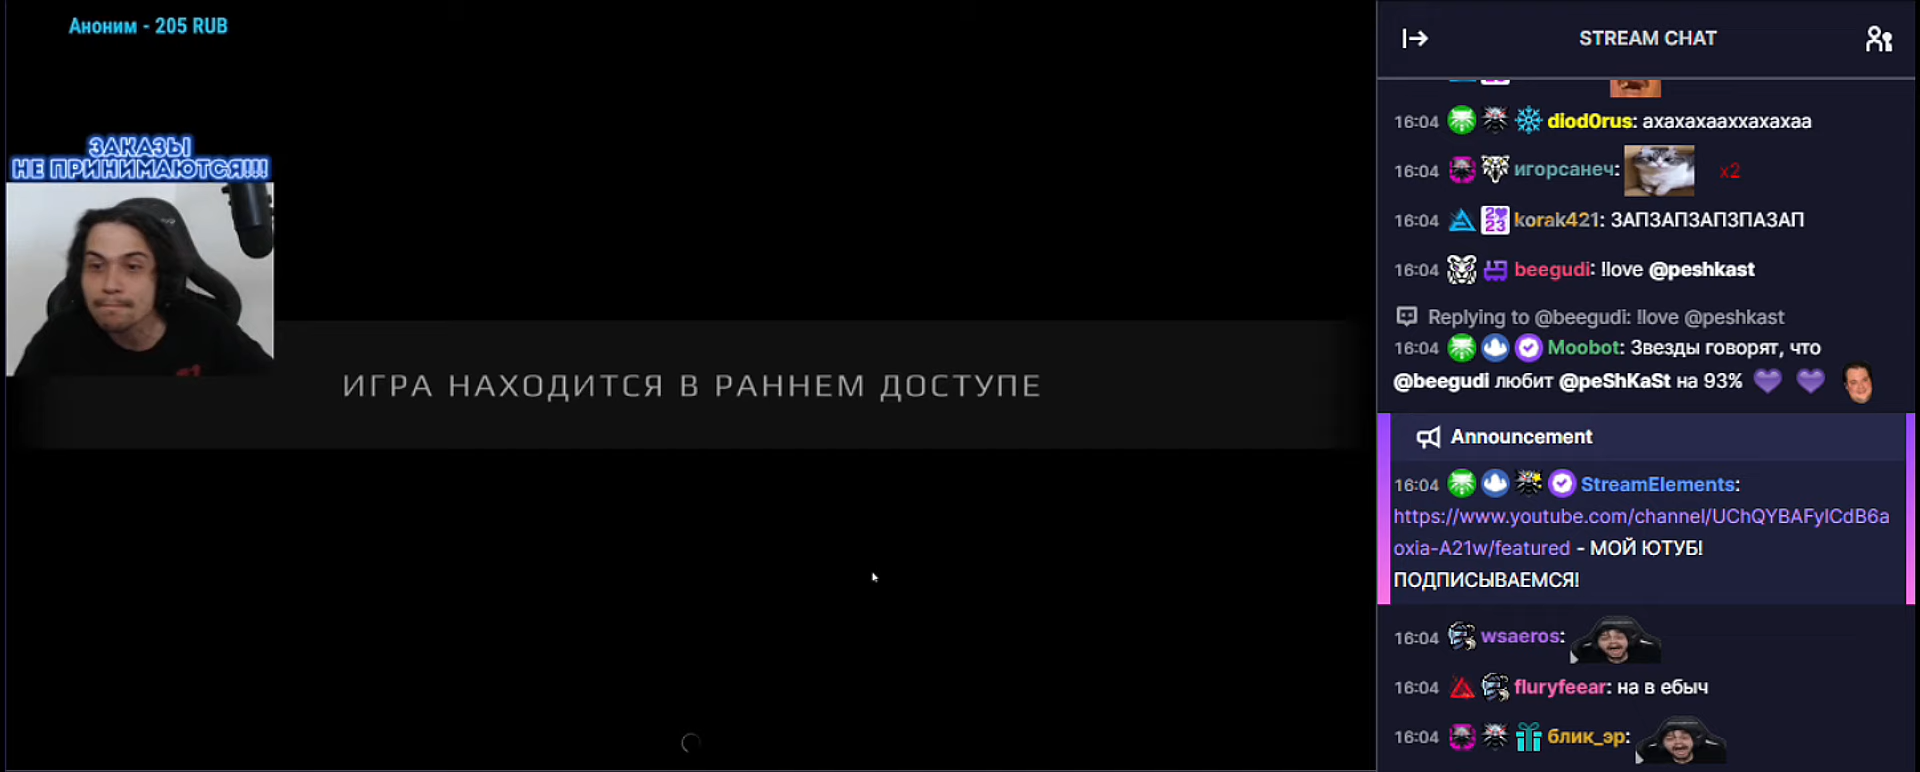 Аноним - 205 RUB
ЗАКАЗЫ
НЕ ПРИНИМАЮТСЯ!!!
ИГРА НАХОДИТСЯ В РАННЕМ ДОСТУПЕ
STREAM CHAT
16:04 diod0rus: ахахахааххахахаа
16:04 игорсанеч: x2
16:04 korak421: ЗАПЗАПЗАПЗПАЗАП
16:04 beegudi: !love @peshkast
Replying to @beegudi: !love @peshkast
16:04 Moobot: Звезды говорят, что
@beegudi любит @peShKaSt на 93%
Announcement
16:04 StreamElements:
https://www.youtube.com/channel/UChQYBAFylCdB6a
oxia-A21w/featured - МОЙ ЮТУБ!
ПОДПИСЫВАЕМСЯ!
16:04 wsaeros:
16:04 fluryfeear: на в ебыч
16:04 блик_эр: